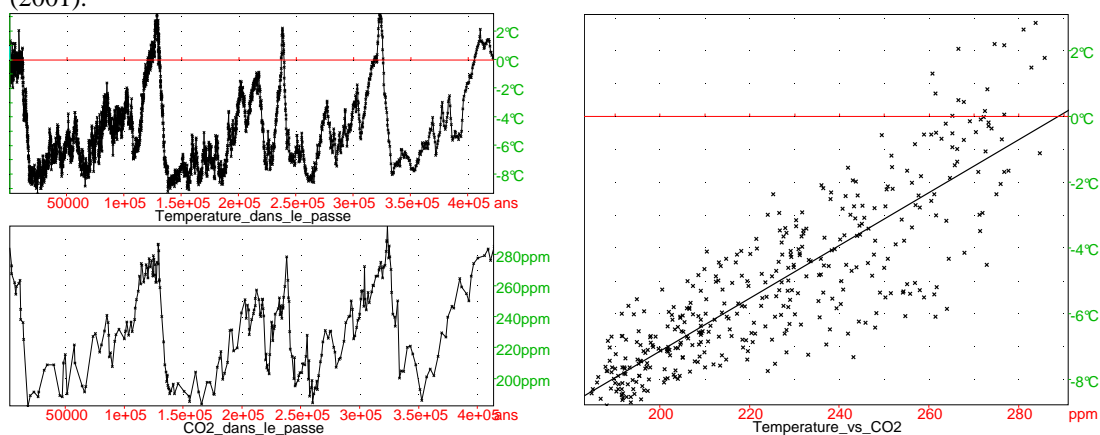 (2001).
2°C
0°C
-2°C
-4°C
-6°C
-8°C
50000 1e+05 1.5e+05 2e+05 2.5e+05 3e+05 3.5e+05 4e+05 ans
Temperature_dans_le_passe
280ppm
260ppm
240ppm
220ppm
200ppm
50000 1e+05 1.5e+05 2e+05 2.5e+05 3e+05 3.5e+05 4e+05 ans
CO2_dans_le_passe
2°C
0°C
-2°C
-4°C
-6°C
-8°C
200 220 240 260 280 ppm
Temperature_vs_CO2